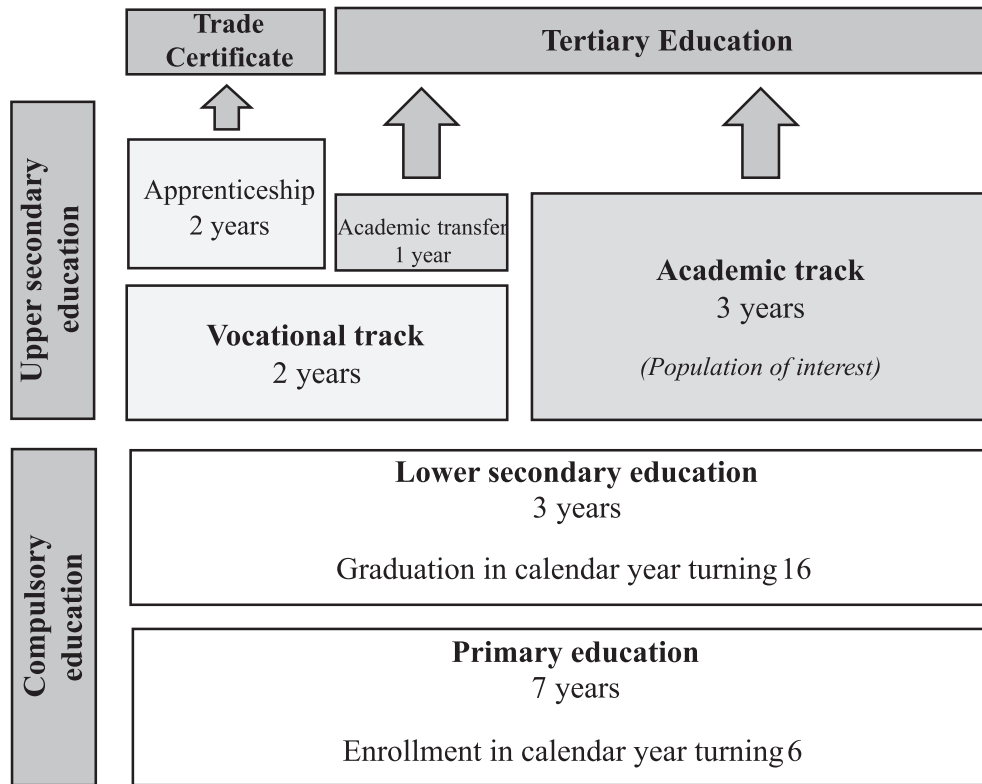 Trade
Certificate
Tertiary Education
Upper secondary
education
Apprenticeship
2 years
Academic transfer
1 year
Vocational track
2 years
Academic track
3 years
(Population of interest)
Compulsory
education
Lower secondary education
3 years
Graduation in calendar year turning 16
Primary education
7 years
Enrollment in calendar year turning 6